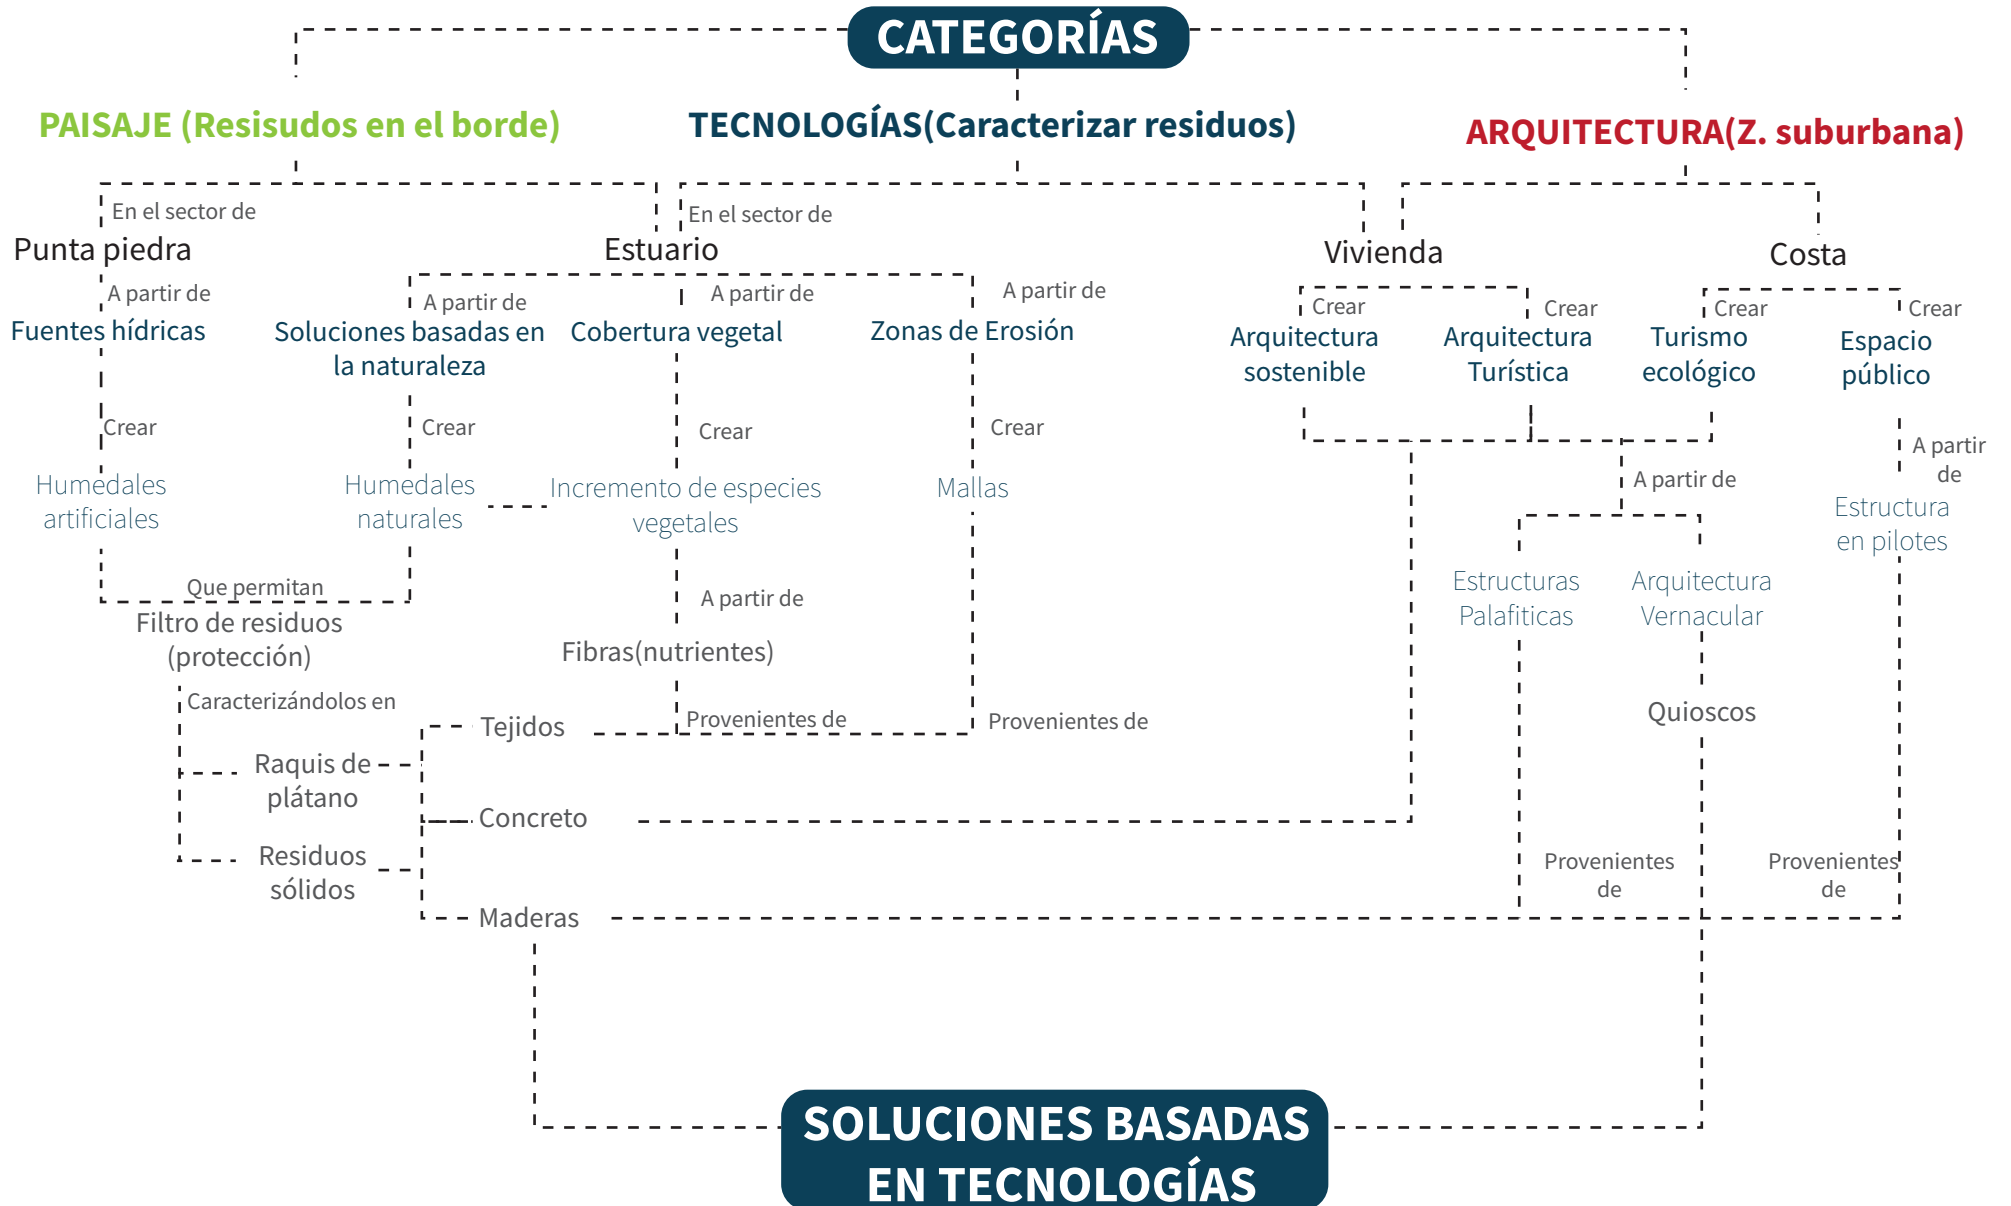 CATEGORÍAS
PAISAJE (Resisudos en el borde)
TECNOLOGÍAS(Caracterizar residuos)
ARQUITECTURA(Z. suburbana)
En el sector de
En el sector de
Punta piedra
Estuario
Vivienda
Costa
A partir de
A partir de
A partir de
A partir de
Crear
Crear
Crear
Crear
Fuentes hídricas
Soluciones basadas en
la naturaleza
Cobertura vegetal
Zonas de Erosión
Arquitectura
sostenible
Arquitectura
Turística
Turismo
ecológico
Espacio
público
Crear
Crear
Crear
Crear
A partir
de
Humedales
artificiales
Humedales
naturales
Incremento de especies
vegetales
Mallas
A partir de
Estructura
en pilotes
Que permitan
Filtro de residuos
(protección)
A partir de
Estructuras
Palafiticas
Arquitectura
Vernacular
Fibras(nutrientes)
Caracterizándolos en
Provenientes de
Provenientes de
Quioscos
Tejidos
Raquis de
plátano
Concreto
Residuos
sólidos
Provenientes
de
Provenientes
de
Maderas
SOLUCIONES BASADAS
EN TECNOLOGÍAS